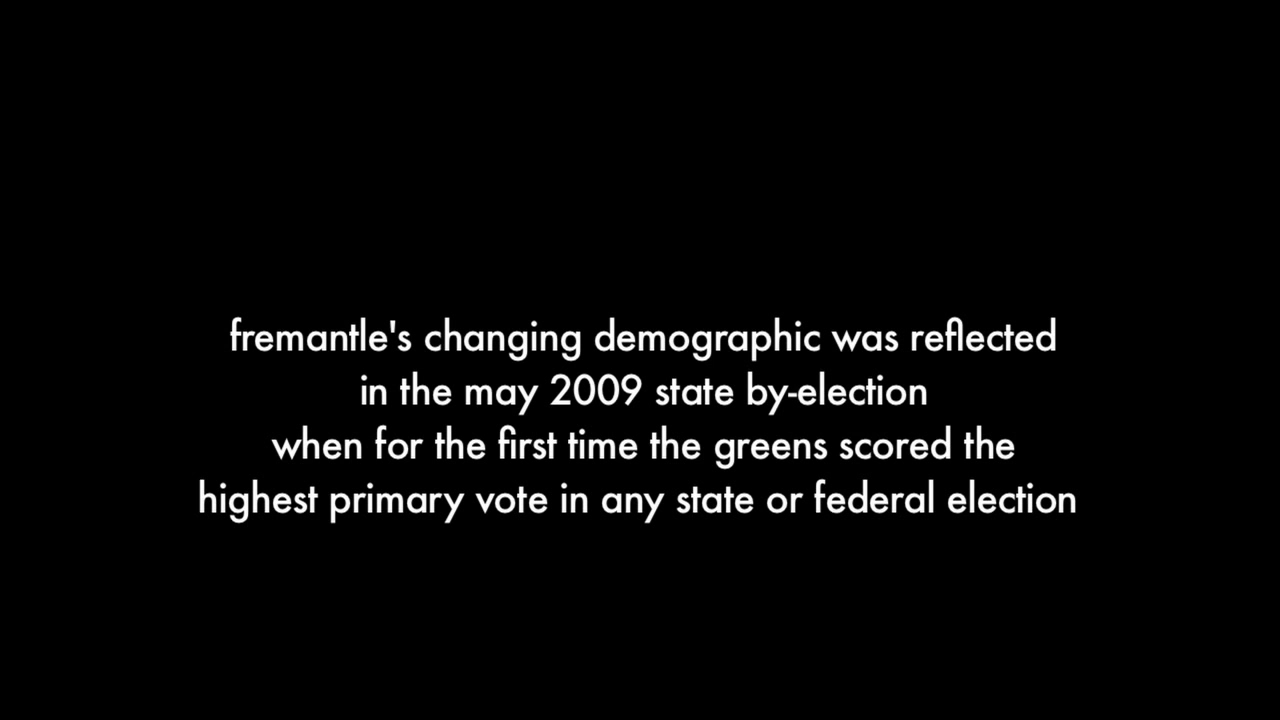 fremantle's changing demographic was reflected
in the may 2009 state by-election
when for the first time the greens scored the
highest primary vote in any state or federal election